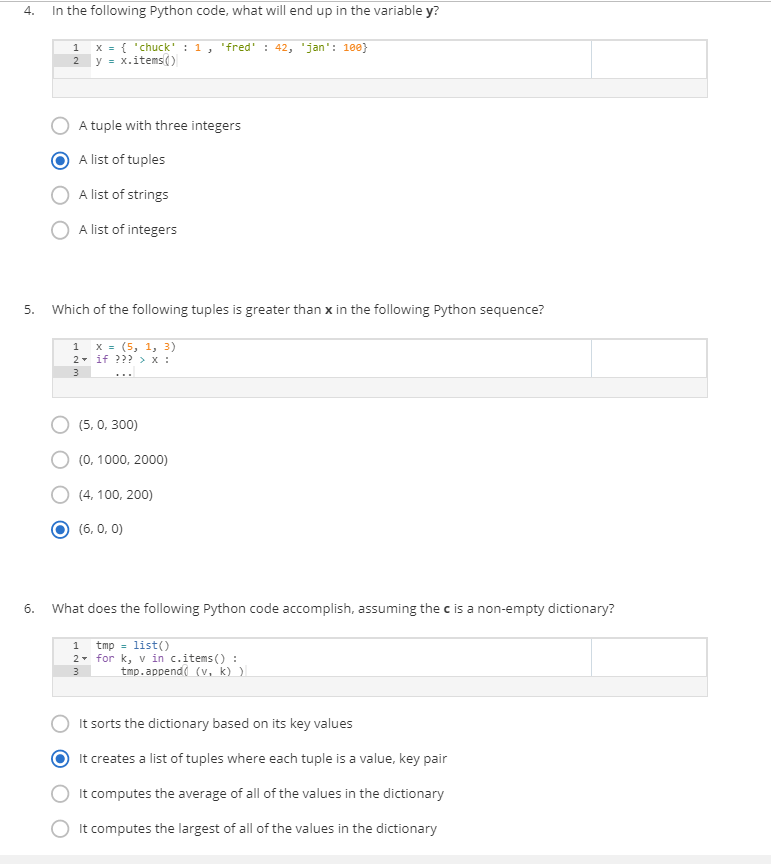 4. In the following Python code, what will end up in the variable y?
1 x = { 'chuck' : 1 , 'fred' : 42, 'jan': 100}
2 y = x.items()
A tuple with three integers
A list of tuples
A list of strings
A list of integers
5. Which of the following tuples is greater than x in the following Python sequence?
1 x = (5, 1, 3)
2 if ??? > x :
3 ...
(5, 0, 300)
(0, 1000, 2000)
(4, 100, 200)
(6, 0, 0)
6. What does the following Python code accomplish, assuming the c is a non-empty dictionary?
1 tmp = list()
2 for k, v in c.items() :
3 tmp.append( (v, k) )
It sorts the dictionary based on its key values
It creates a list of tuples where each tuple is a value, key pair
It computes the average of all of the values in the dictionary
It computes the largest of all of the values in the dictionary